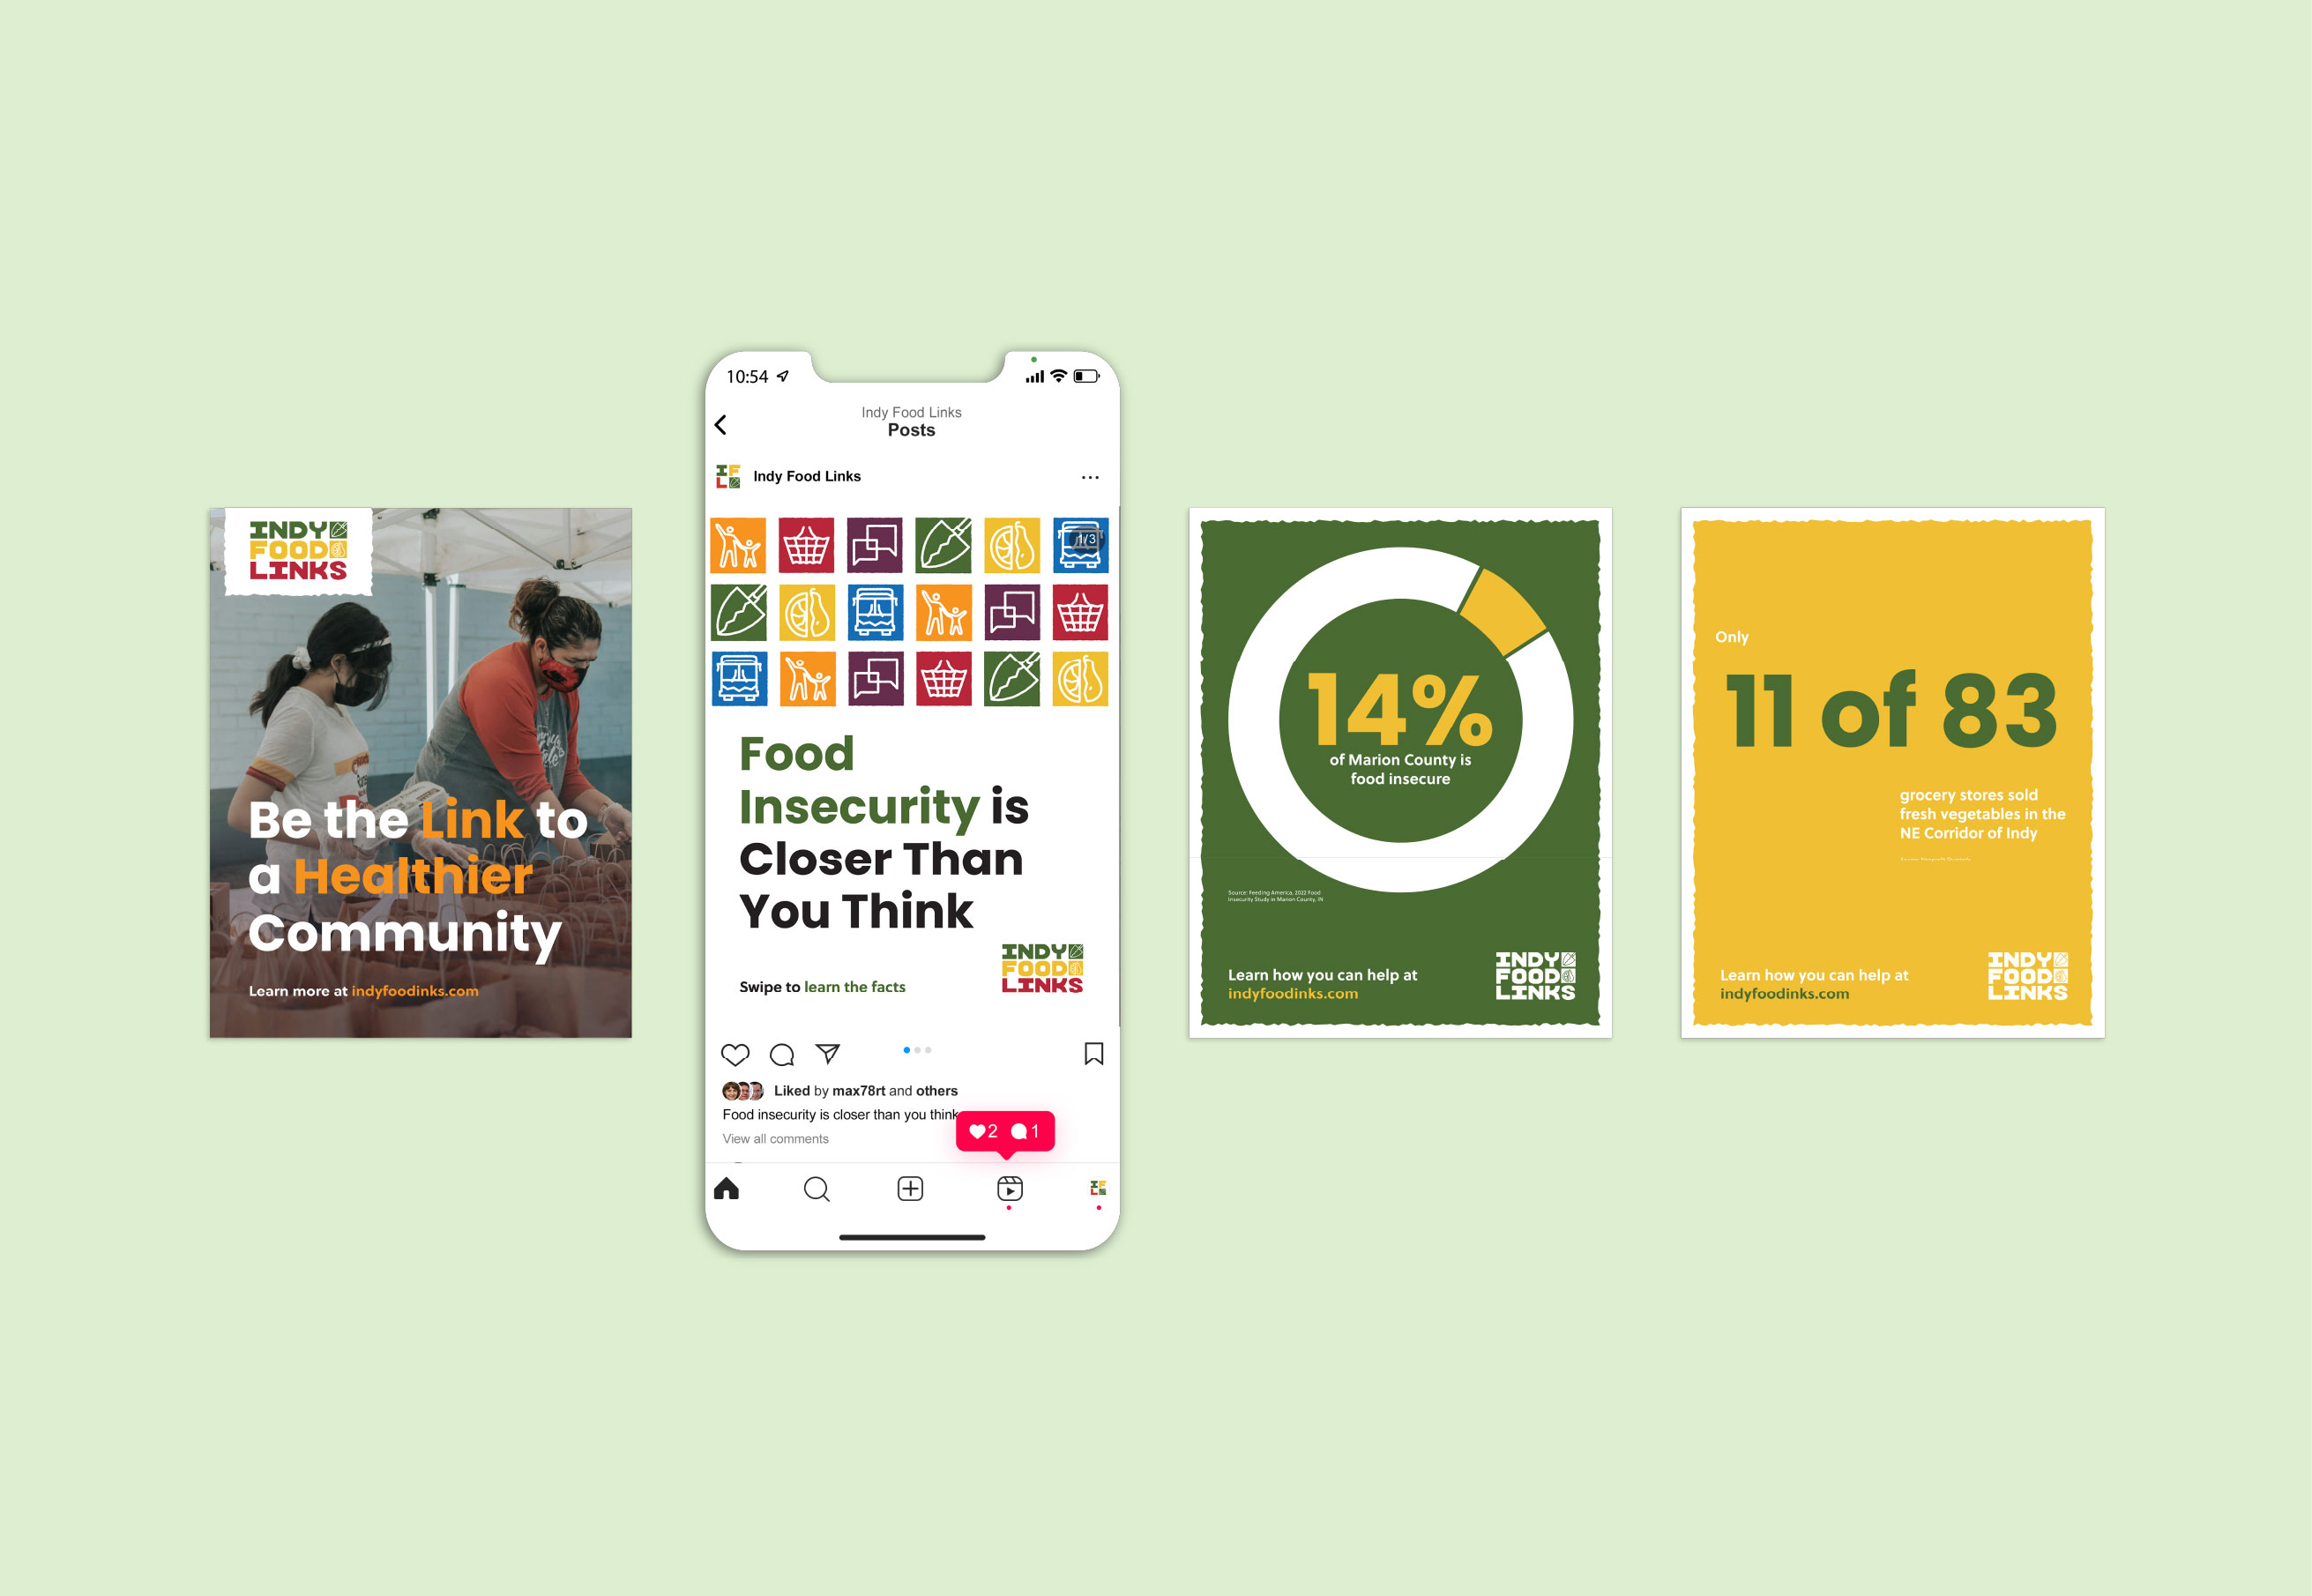 INDY
FOOD
LINKS
Be the Link to
a Healthier
Community
Learn more at indyfoodinks.com
10:54
Indy Food Links
Posts
IF
L
Indy Food Links
1/3
Food
Insecurity is
Closer Than
You Think
INDY
FOOD
LINKS
Swipe to learn the facts
Liked by max78rt and others
Food insecurity is closer than you think
View all comments
2 1
IF
L
14%
of Marion County is
food insecure
Source: Feeding America, 2022 Food
Insecurity Study in Marion County, IN
Learn how you can help at
indyfoodinks.com
INDY
FOOD
LINKS
Only
11 of 83
grocery stores sold
fresh vegetables in the
NE Corridor of Indy
Learn how you can help at
indyfoodinks.com
INDY
FOOD
LINKS